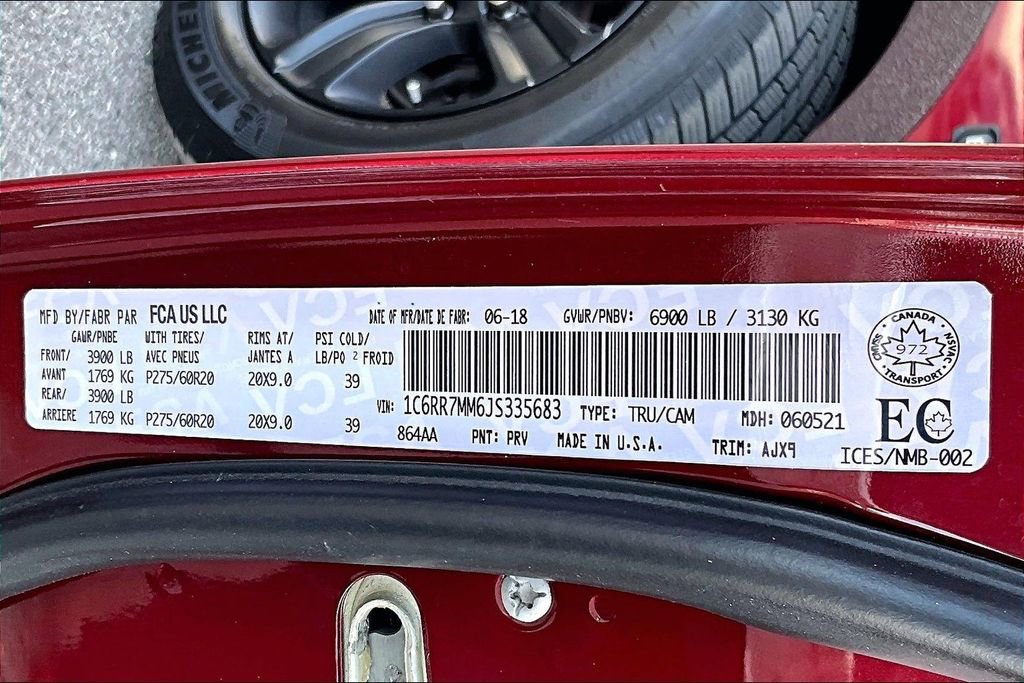 MICHEL
MFD BY/FABR PAR FCA US LLC DATE OF MFR/DATE DE FABR: 06-18 GVWR/PNBV: 6900 LB / 3130 KG
GAWR/PNBE WITH TIRES/ RIMS AT/ PSI COLD/
FRONT/ 3900 LB AVEC PNEUS JANTES A LB/PO 2 FROID
AVANT 1769 KG P275/60R20 20X9.0 39
REAR/ 3900 LB
ARRIERE 1769 KG P275/60R20 20X9.0 39
VIN: 1C6RR7MM6JS335683 TYPE: TRU/CAM MDH: 060521
864AA PNT: PRV MADE IN U.S.A. TRIM: AJX9
CANADA
972
TRANSPORT
NSVAC
SNVAC
EC
ICES/NMB-002